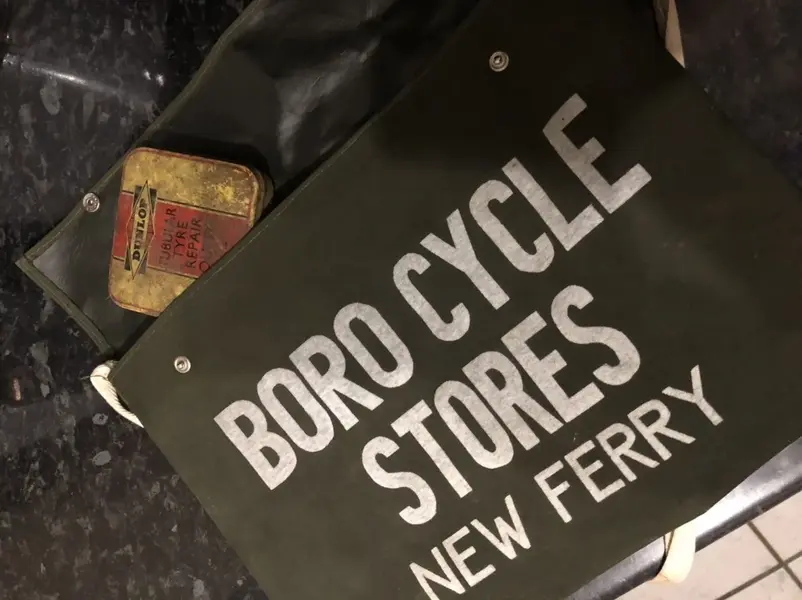 DUNLOP
TUBULAR
TYRE
REPAIR
BORO CYCLE
STORES
NEW FERRY